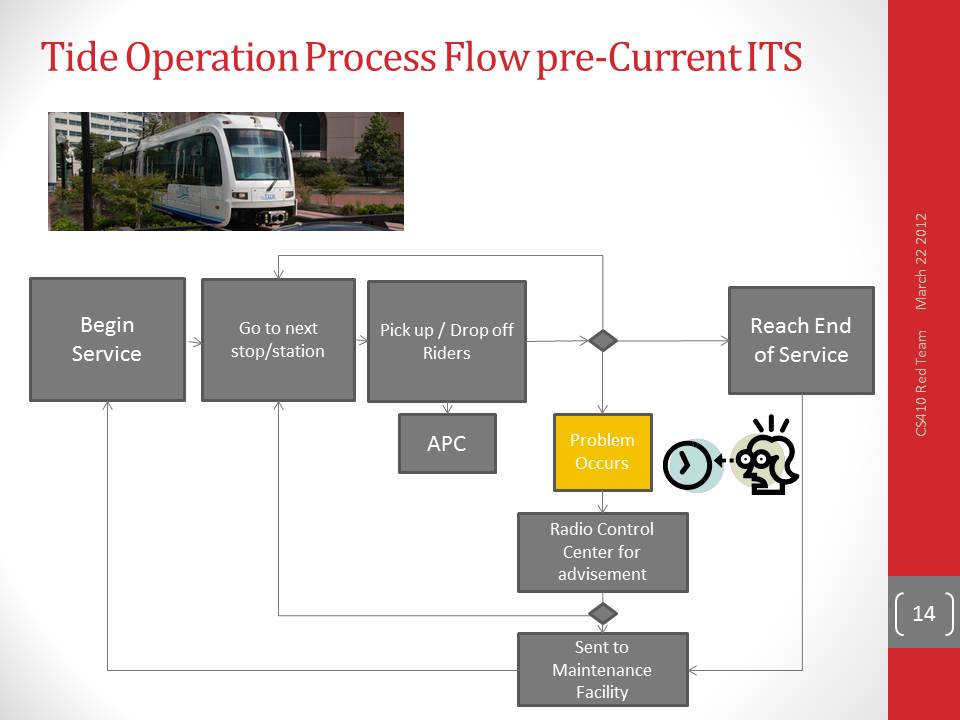 Tide Operation Process Flow pre-Current ITS
Begin
Service
Go to next
stop/station
Pick up / Drop off
Riders
Reach End
of Service
APC
Problem
Occurs
Radio Control
Center for
advisement
Sent to
Maintenance
Facility
CS410 Red Team March 22 2012
14